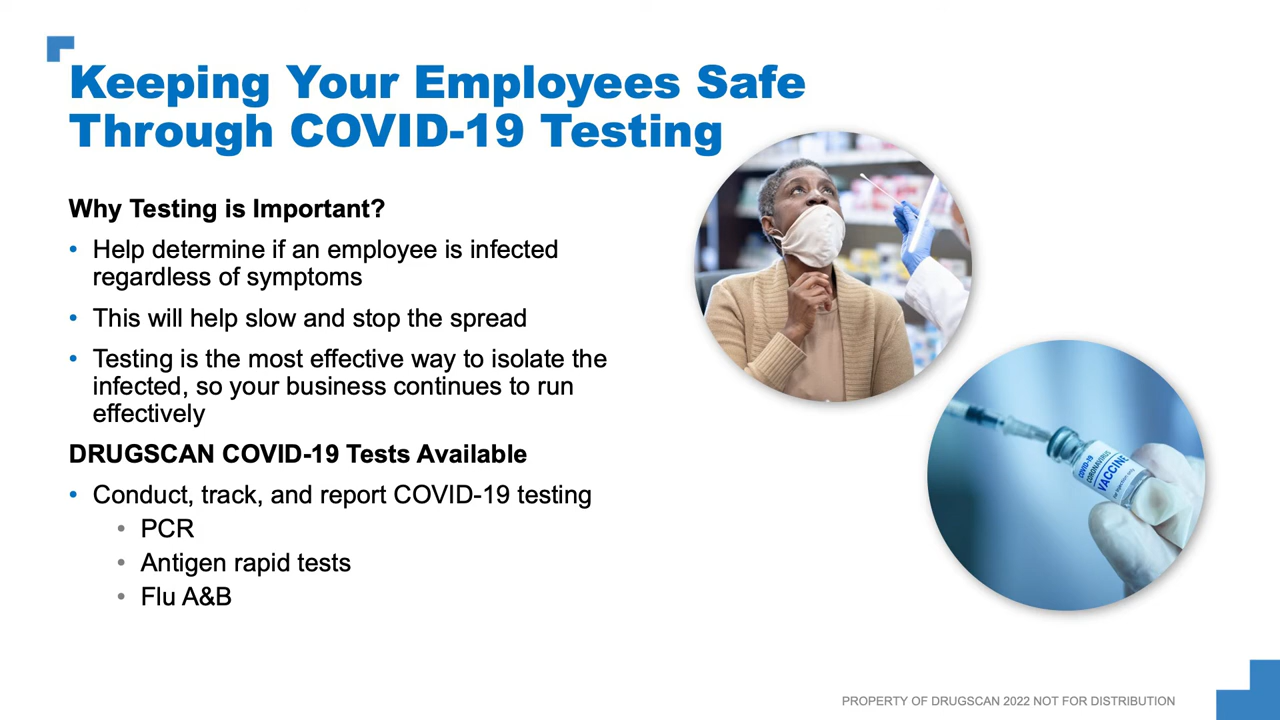 Keeping Your Employees Safe
Through COVID-19 Testing
Why Testing is Important?
• Help determine if an employee is infected
regardless of symptoms
• This will help slow and stop the spread
• Testing is the most effective way to isolate the
infected, so your business continues to run
effectively
DRUGSCAN COVID-19 Tests Available
• Conduct, track, and report COVID-19 testing
• PCR
• Antigen rapid tests
• Flu A&B
COVID-19
CORONAVIRUS
VACCINE
PROPERTY OF DRUGSCAN 2022 NOT FOR DISTRIBUTION